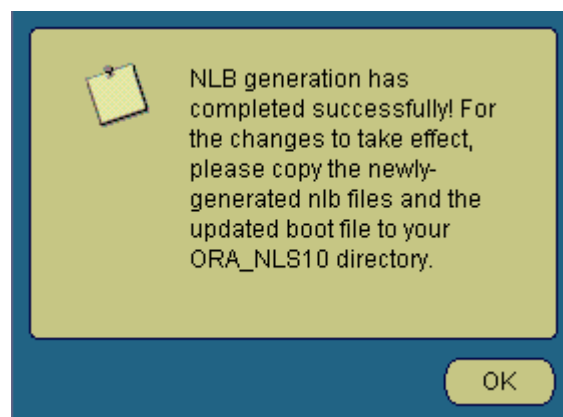 NLB generation has
completed successfully! For
the changes to take effect,
please copy the newly-
generated nlb files and the
updated boot file to your
ORA_NLS10 directory.
OK